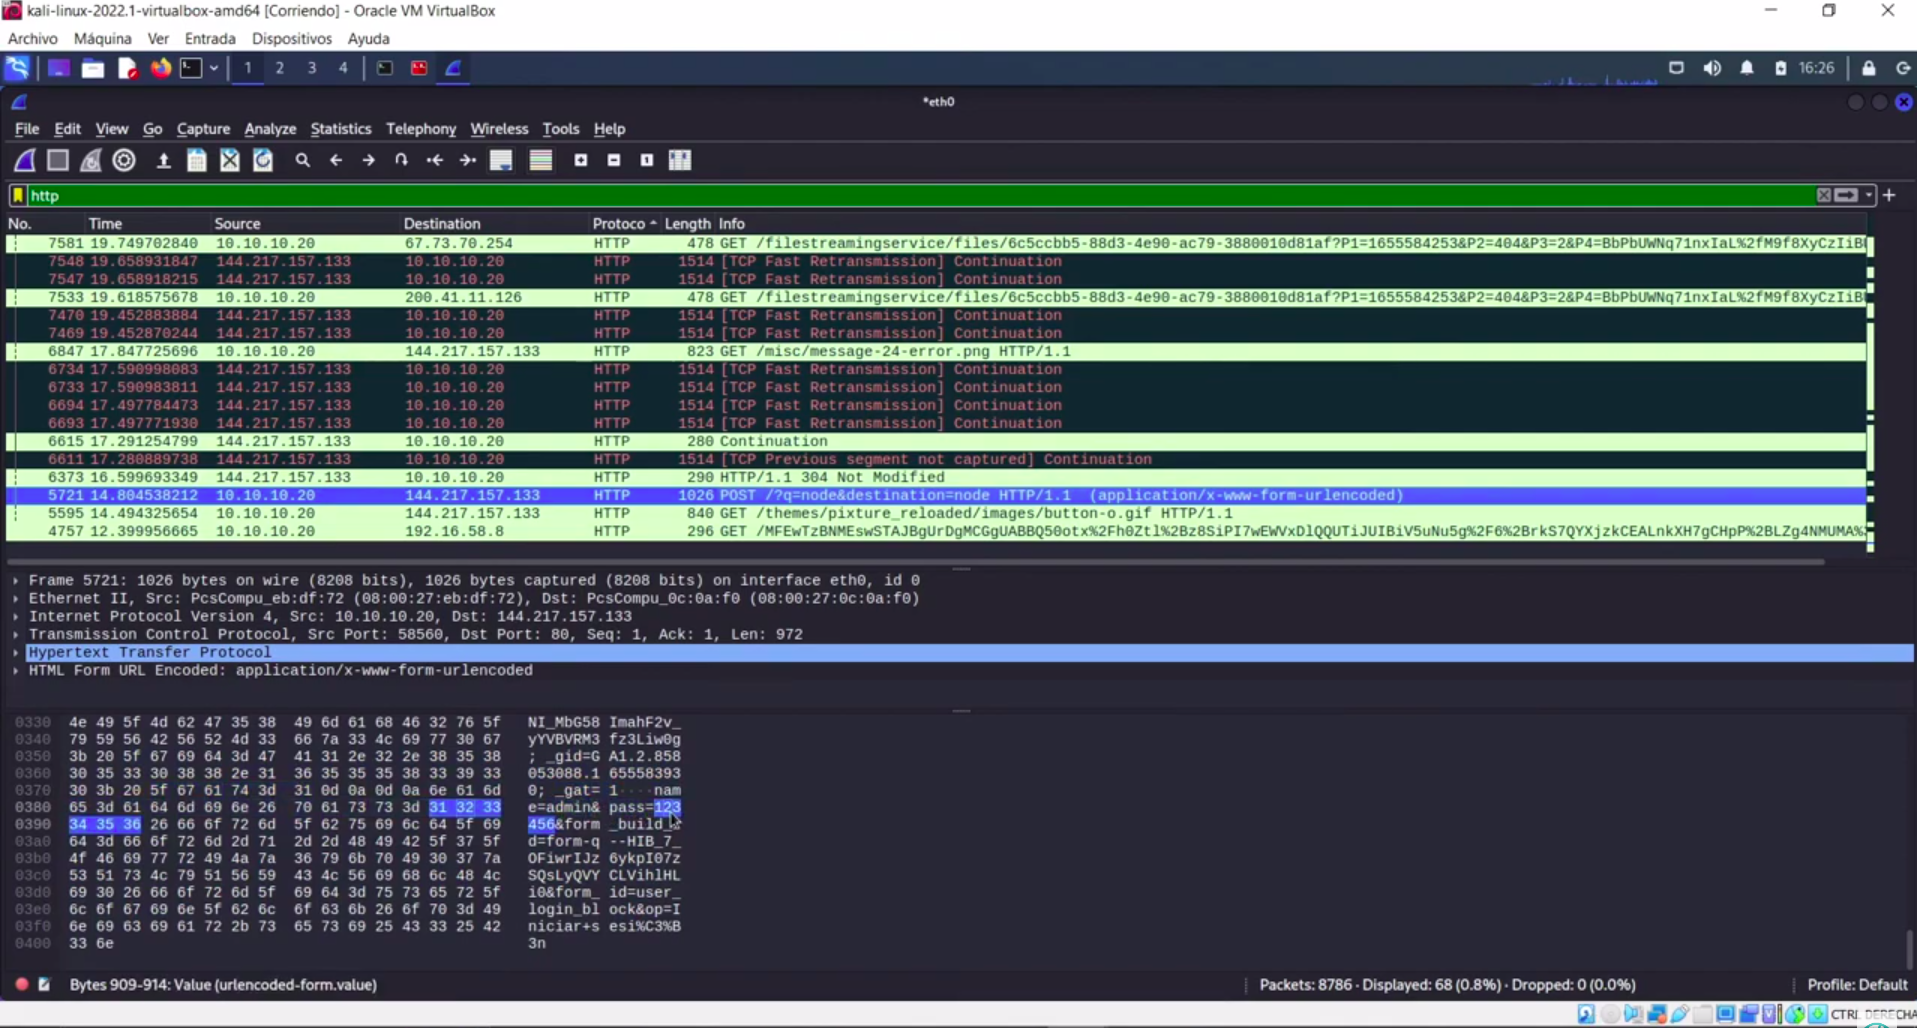 kali-linux-2022.1-virtualbox-amd64 [Corriendo] - Oracle VM VirtualBox
Archivo Máquina Ver Entrada Dispositivos Ayuda
1 2 3 4 16:26
*eth0
File Edit View Go Capture Analyze Statistics Telephony Wireless Tools Help
http
No. Time Source Destination Protoco Length Info
7581 19.749702840 10.10.10.20 67.73.70.254 HTTP 478 GET /filestreamingservice/files/6c5ccbb5-88d3-4e90-ac79-3880010d81af?P1=1655584253&P2=404&P3=2&P4=BbPbUWNq71nxIaL%2fM9f8XyCzIiB
7548 19.658931847 144.217.157.133 10.10.10.20 HTTP 1514 [TCP Fast Retransmission] Continuation
7547 19.658918215 144.217.157.133 10.10.10.20 HTTP 1514 [TCP Fast Retransmission] Continuation
7533 19.618575678 10.10.10.20 200.41.11.126 HTTP 478 GET /filestreamingservice/files/6c5ccbb5-88d3-4e90-ac79-3880010d81af?P1=1655584253&P2=404&P3=2&P4=BbPbUWNq71nxIaL%2fM9f8XyCzIiB
7470 19.452883884 144.217.157.133 10.10.10.20 HTTP 1514 [TCP Fast Retransmission] Continuation
7469 19.452870244 144.217.157.133 10.10.10.20 HTTP 1514 [TCP Fast Retransmission] Continuation
6847 17.847725696 10.10.10.20 144.217.157.133 HTTP 823 GET /misc/message-24-error.png HTTP/1.1
6734 17.590998083 144.217.157.133 10.10.10.20 HTTP 1514 [TCP Fast Retransmission] Continuation
6733 17.590983811 144.217.157.133 10.10.10.20 HTTP 1514 [TCP Fast Retransmission] Continuation
6694 17.497784473 144.217.157.133 10.10.10.20 HTTP 1514 [TCP Fast Retransmission] Continuation
6693 17.497771930 144.217.157.133 10.10.10.20 HTTP 1514 [TCP Fast Retransmission] Continuation
6615 17.291254799 144.217.157.133 10.10.10.20 HTTP 280 Continuation
6611 17.280889738 144.217.157.133 10.10.10.20 HTTP 1514 [TCP Previous segment not captured] Continuation
6373 16.599693349 144.217.157.133 10.10.10.20 HTTP 290 HTTP/1.1 304 Not Modified
5721 14.804538212 10.10.10.20 144.217.157.133 HTTP 1026 POST /?q=node&destination=node HTTP/1.1 (application/x-www-form-urlencoded)
5595 14.494325654 10.10.10.20 144.217.157.133 HTTP 840 GET /themes/pixture_reloaded/images/button-o.gif HTTP/1.1
4757 12.399956665 10.10.10.20 192.16.58.8 HTTP 296 GET /MFEwTzBNMEswSTAJBgUrDgMCGgUABBQ50otx%2Fh0Ztl%2Bz8SiPI7wEWVxDlQQUTiJUIBiV5uNu5g%2F6%2BrkS7QYXjzkCEALnkXH7gCHpP%2BLZg4NMUMA%
Frame 5721: 1026 bytes on wire (8208 bits), 1026 bytes captured (8208 bits) on interface eth0, id 0
Ethernet II, Src: PcsCompu_eb:df:72 (08:00:27:eb:df:72), Dst: PcsCompu_0c:0a:f0 (08:00:27:0c:0a:f0)
Internet Protocol Version 4, Src: 10.10.10.20, Dst: 144.217.157.133
Transmission Control Protocol, Src Port: 58560, Dst Port: 80, Seq: 1, Ack: 1, Len: 972
Hypertext Transfer Protocol
HTML Form URL Encoded: application/x-www-form-urlencoded
0330 4e 49 5f 4d 62 47 35 38 49 6d 61 68 46 32 76 5f NI_MbG58 ImahF2v_
0340 79 59 56 42 56 52 4d 33 66 7a 33 4c 69 77 30 67 yYVBVRM3 fz3Liw0g
0350 3b 20 5f 67 69 64 3d 47 41 31 2e 32 2e 38 35 38 ; _gid=G A1.2.858
0360 30 35 33 30 38 38 2e 31 36 35 35 35 38 33 39 33 053088.1 65558393
0370 30 3b 20 5f 67 61 74 3d 31 0d 0a 0d 0a 6e 61 6d 0; _gat= 1····nam
0380 65 3d 61 64 6d 69 6e 26 70 61 73 73 3d 31 32 33 e=admin& pass=123
0390 34 35 36 26 66 6f 72 6d 5f 62 75 69 6c 64 5f 69 456&form _build_i
03a0 64 3d 66 6f 72 6d 2d 71 2d 2d 48 49 42 5f 37 5f d=form-q --HIB_7_
03b0 4f 46 69 77 72 49 4a 7a 36 79 6b 70 49 30 37 7a OFiwrIJz 6ykpI07z
03c0 53 51 73 4c 79 51 56 59 43 4c 56 69 68 6c 48 4c SQsLyQVY CLVihlHL
03d0 69 30 26 66 6f 72 6d 5f 69 64 3d 75 73 65 72 5f i0&form_ id=user_
03e0 6c 6f 67 69 6e 5f 62 6c 6f 63 6b 26 6f 70 3d 49 login_bl ock&op=I
03f0 6e 69 63 69 61 72 2b 73 65 73 69 25 43 33 25 42 niciar+s esi%C3%B
0400 33 6e 3n
Bytes 909-914: Value (urlencoded-form.value) Packets: 8786 · Displayed: 68 (0.8%) · Dropped: 0 (0.0%) Profile: Default
CTRL DERECHA